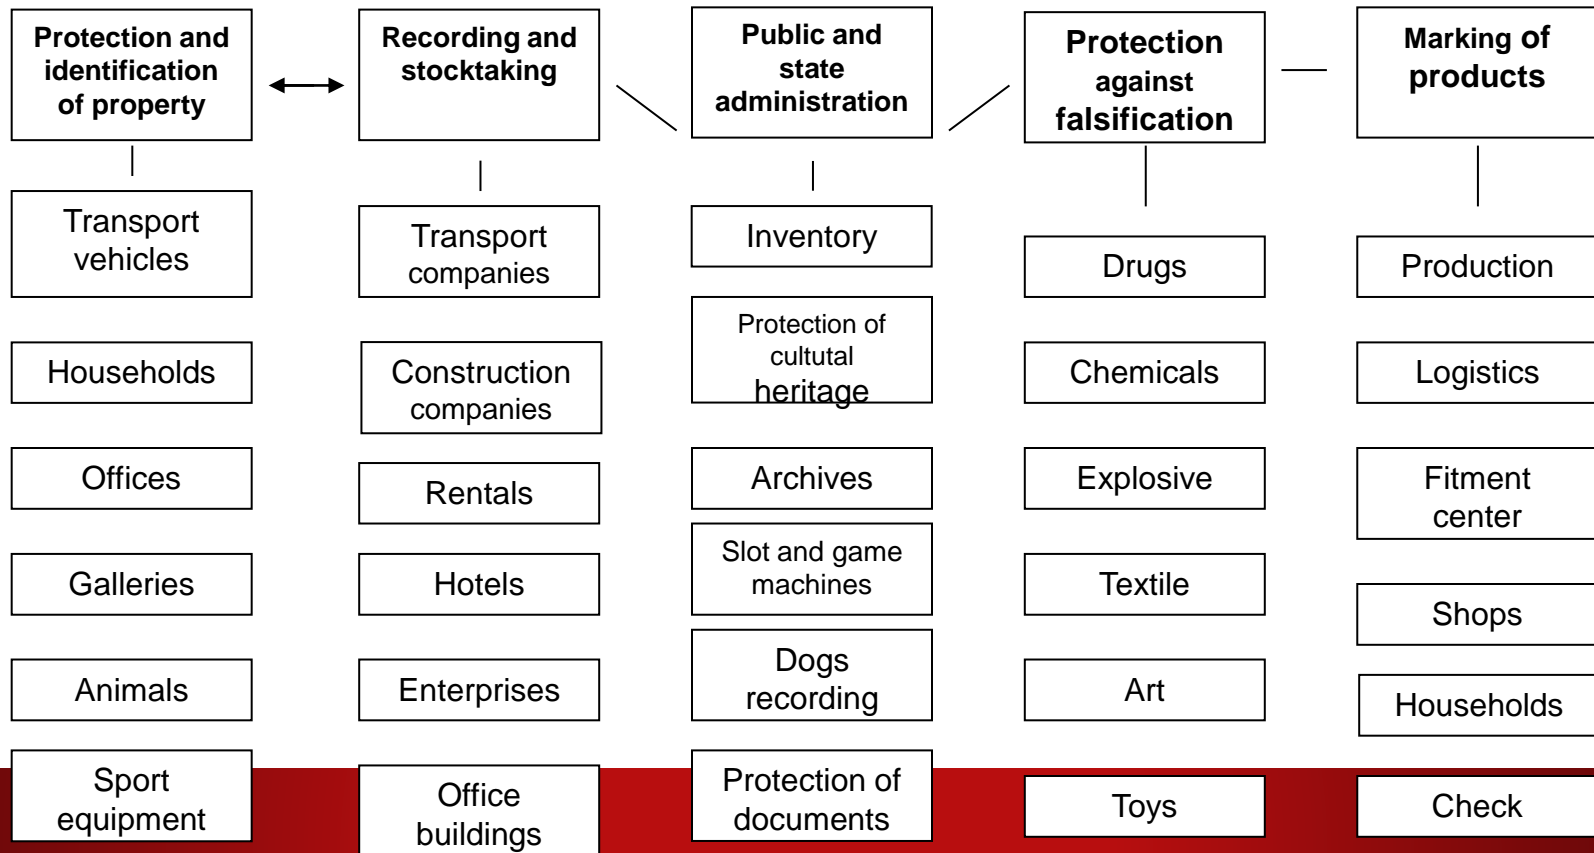 Protection and
identification
of property
Recording and
stocktaking
Public and
state
administration
Protection
against
falsification
Marking of
products
Transport
vehicles
Households
Offices
Galleries
Animals
Sport
equipment
Transport
companies
Construction
companies
Rentals
Hotels
Enterprises
Office
buildings
Inventory
Protection of
cultutal
heritage
Archives
Slot and game
machines
Dogs
recording
Protection of
documents
Drugs
Chemicals
Explosive
Textile
Art
Toys
Production
Logistics
Fitment
center
Shops
Households
Check